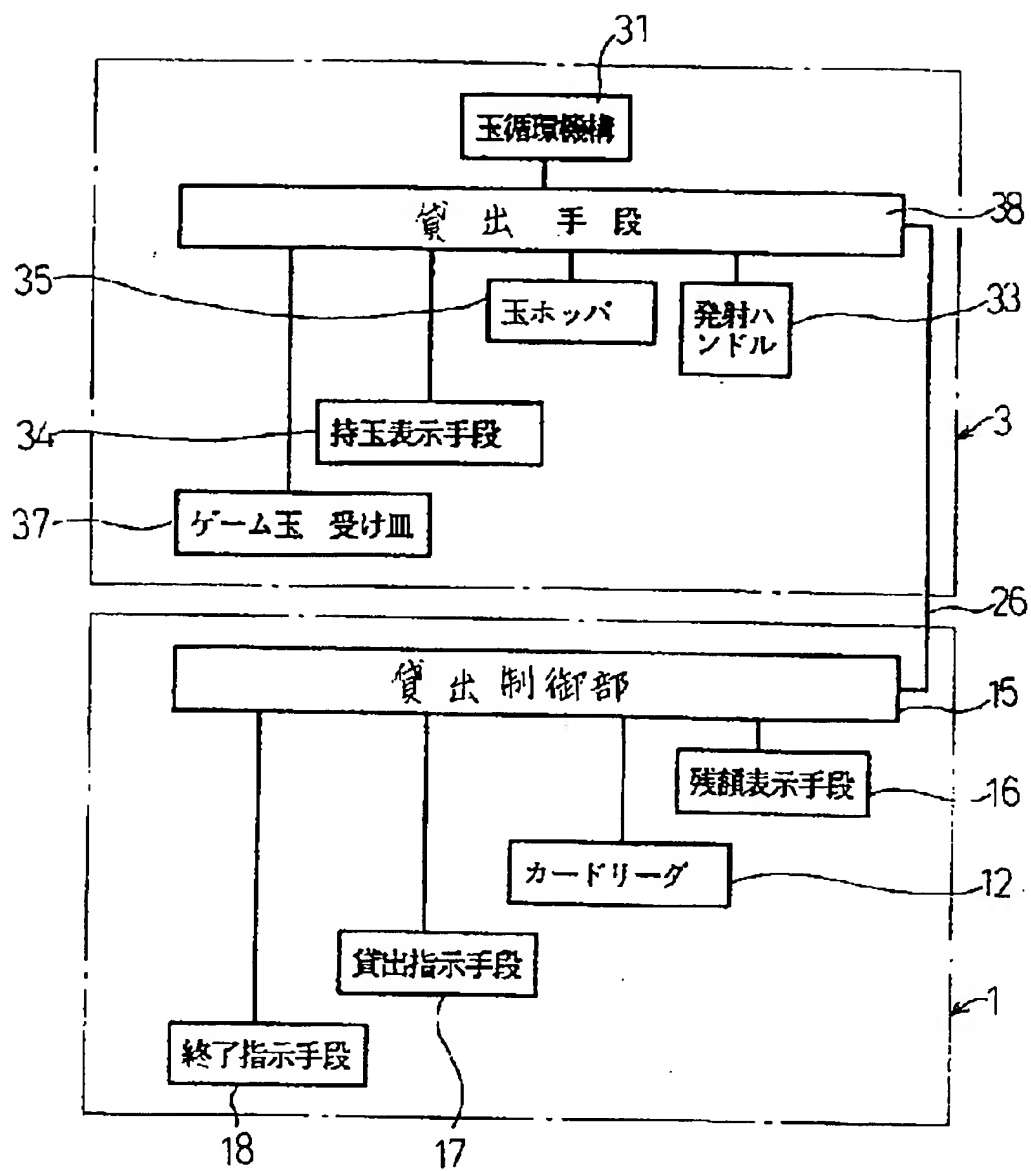 31
玉循環機構
貸出手段
38
35
玉ホッパ
発射ハ
ンドル
33
34
持玉表示手段
3
37
ゲーム玉 受け皿
26
貸出制御部
15
残額表示手段
16
カードリーダ
12
貸出指示手段
1
終了指示手段
18
17